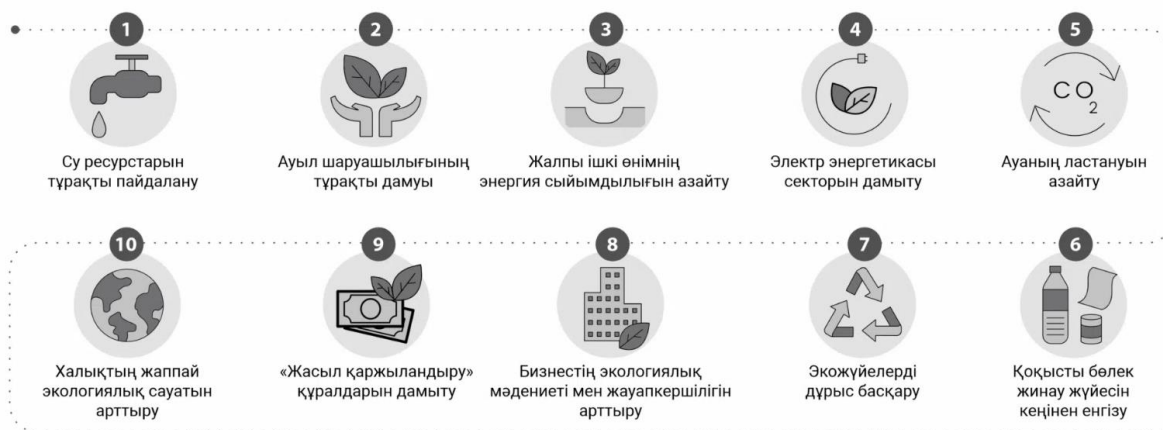 1
Су ресурстарын
тұрақты пайдалану
2
Ауыл шаруашылығының
тұрақты дамуы
3
Жалпы ішкі өнімнің
энергия сыйымдылығын азайту
4
Электр энергетикасы
секторын дамыту
5
CO2
Ауаның ластануын
азайту
10
Халықтың жаппай
экологиялық сауатын
арттыру
9
«Жасыл қаржыландыру»
құралдарын дамыту
8
Бизнестің экологиялық
мәдениеті мен жауапкершілігін
арттыру
7
Экожүйелерді
дұрыс басқару
6
Қоқысты бөлек
жинау жүйесін
кеңінен енгізу